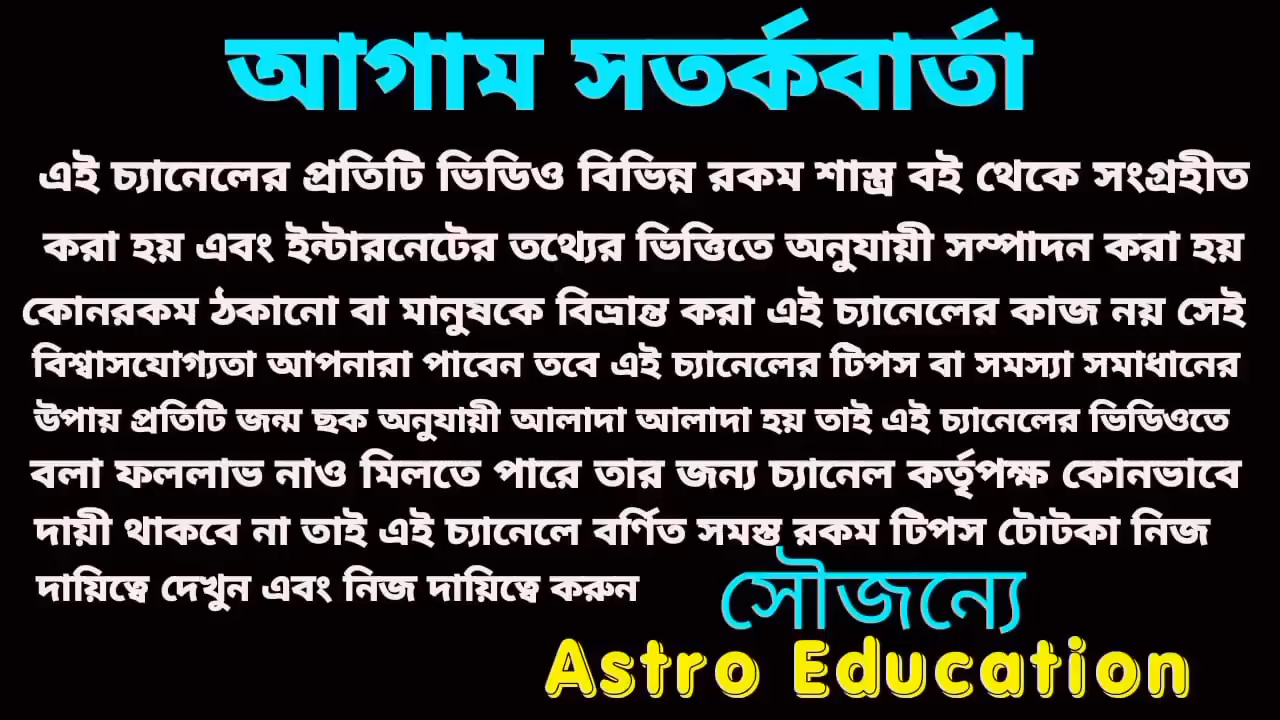 আগাম সতর্কবার্তা
এই চ্যানেলের প্রতিটি ভিডিও বিভিন্ন রকম শাস্ত্র বই থেকে সংগ্রহীত
করা হয় এবং ইন্টারনেটের তথ্যের ভিত্তিতে অনুযায়ী সম্পাদন করা হয়
কোনরকম ঠকানো বা মানুষকে বিভ্রান্ত করা এই চ্যানেলের কাজ নয় সেই
বিশ্বাসযোগ্যতা আপনারা পাবেন তবে এই চ্যানেলের টিপস বা সমস্যা সমাধানের
উপায় প্রতিটি জন্ম ছক অনুযায়ী আলাদা আলাদা হয় তাই এই চ্যানেলের ভিডিওতে
বলা ফললাভ নাও মিলতে পারে তার জন্য চ্যানেল কর্তৃপক্ষ কোনভাবে
দায়ী থাকবে না তাই এই চ্যানেলে বর্ণিত সমস্ত রকম টিপস টোটকা নিজ
দায়িত্বে দেখুন এবং নিজ দায়িত্বে করুন
সৌজন্যে
Astro Education